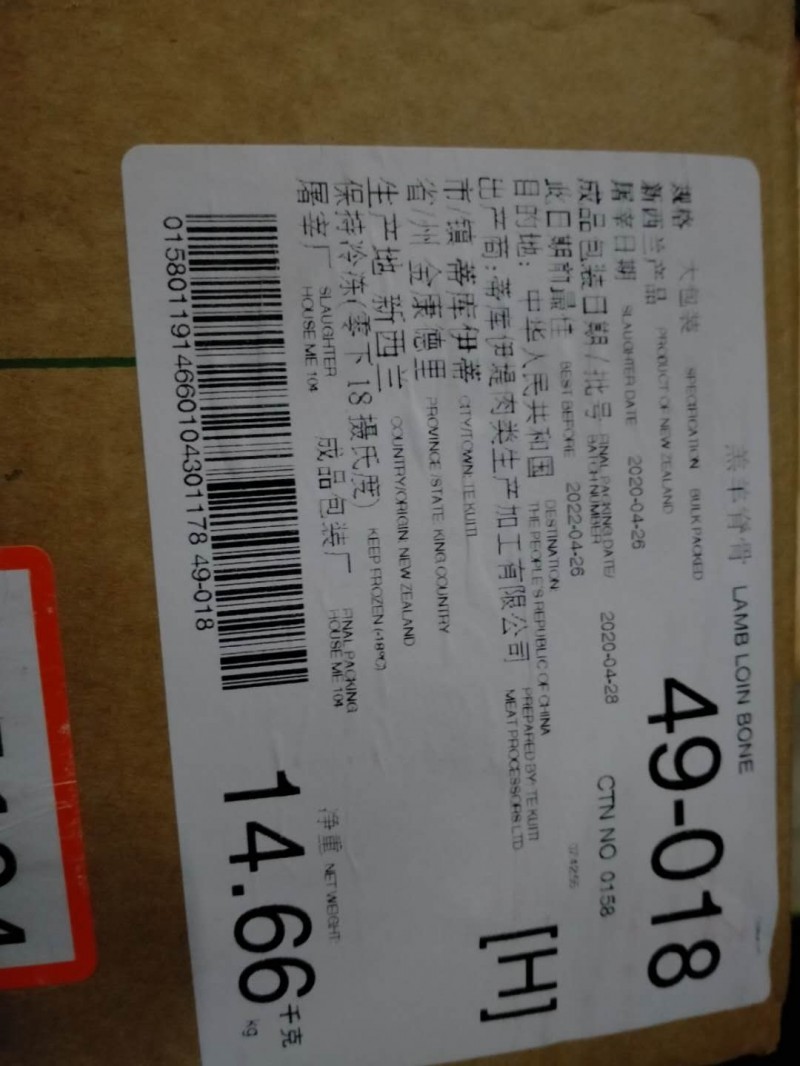 羔羊脊骨 LAMB LOIN BONE
规格 大包装 SPECIFICATION BULK PACKED
49-018
新西兰产品 PRODUCT OF NEW ZEALAND
屠宰日期 SLAUGHTER DATE 2020-04-26
成品包装日期/批号 FINAL PACKING DATE/ BATCH NUMBER 2020-04-28 CTN NO 0158
此日期前最佳 BEST BEFORE 2022-04-26
目的地: 中华人民共和国 DESTINATION: THE PEOPLE'S REPUBLIC OF CHINA
出产商:蒂库伊缇肉类生产加工有限公司 PREPARED BY: TE KUITI MEAT PROCESSORS LTD
[H]
市/镇 蒂库伊蒂 CITY/TOWN: TE KUITI
省/州 金康德里 PROVINCE/STATE KING COUNTRY
生产地 新西兰 COUNTRY/ORIGIN: NEW ZEALAND
保持冷冻(零下18摄氏度) KEEP FROZEN (-18°C)
屠宰厂 SLAUGHTER HOUSE ME 104 成品包装厂 FINAL PACKING HOUSE ME 104
净重 NET WEIGHT
14.66 千克 kg
0158011914660104301178 49-018